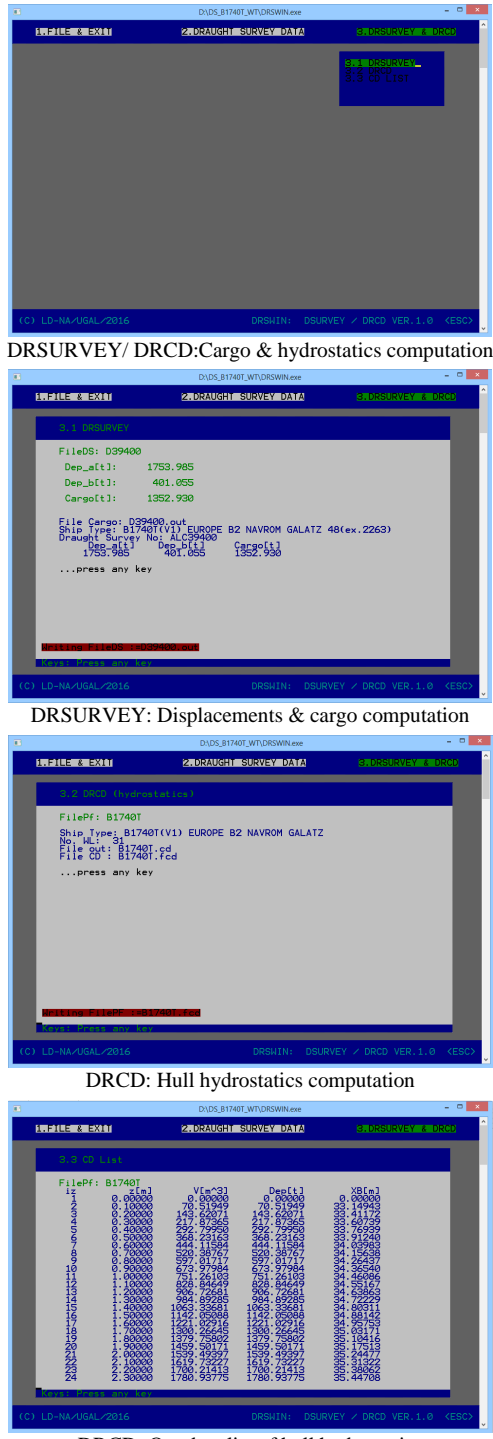 D:\DS_B1740T_WT\DRSWIN.exe
1.FILE & EXIT 2.DRAUGHT SURVEY DATA 3.DRSURVEY & DRCD
3.1 DRSURVEY
3.2 DRCD
3.3 CD LIST
(C) LD-NA/UGAL/2016 DRSWIN: DSURVEY / DRCD VER.1.0 <ESC>
DRSURVEY/ DRCD:Cargo & hydrostatics computation
D:\DS_B1740T_WT\DRSWIN.exe
1.FILE & EXIT 2.DRAUGHT SURVEY DATA 3.DRSURVEY & DRCD
3.1 DRSURVEY
FileDS: D39400
Dep_a[t]: 1753.985
Dep_b[t]: 401.055
Cargo[t]: 1352.930
File Cargo: D39400.out
Ship Type: B1740T(V1) EUROPE B2 NAVROM GALATZ 48(ex.2263)
Draught Survey No: ALC39400
Dep_a[t] Dep_b[t] Cargo[t]
1753.985 401.055 1352.930
...press any key
Writing FileDS :=D39400.out
Keys: Press any key
(C) LD-NA/UGAL/2016 DRSWIN: DSURVEY / DRCD VER.1.0 <ESC>
DRSURVEY: Displacements & cargo computation
D:\DS_B1740T_WT\DRSWIN.exe
1.FILE & EXIT 2.DRAUGHT SURVEY DATA 3.DRSURVEY & DRCD
3.2 DRCD (hydrostatics)
FilePf: B1740T
Ship Type: B1740T(V1) EUROPE B2 NAVROM GALATZ
No. WL: 31
File out: B1740T.cd
File CD : B1740T.fcd
...press any key
Writing FilePF :=B1740T.fcd
Keys: Press any key
(C) LD-NA/UGAL/2016 DRSWIN: DSURVEY / DRCD VER.1.0 <ESC>
DRCD: Hull hydrostatics computation
D:\DS_B1740T_WT\DRSWIN.exe
1.FILE & EXIT 2.DRAUGHT SURVEY DATA 3.DRSURVEY & DRCD
3.3 CD List
FilePf: B1740T
iz z[m] V[m^3] Dep[t] XB[m]
1 0.00000 0.00000 0.00000 0.00000
2 0.10000 70.51949 70.51949 33.14943
3 0.20000 143.62071 143.62071 33.41172
4 0.30000 217.87365 217.87365 33.60739
5 0.40000 292.79950 292.79950 33.76939
6 0.50000 368.23163 368.23163 33.91240
7 0.60000 444.11584 444.11584 34.03983
8 0.70000 520.38767 520.38767 34.15638
9 0.80000 597.01717 597.01717 34.26437
10 0.90000 673.97984 673.97984 34.36540
11 1.00000 751.26103 751.26103 34.46086
12 1.10000 828.84649 828.84649 34.55167
13 1.20000 906.72681 906.72681 34.63863
14 1.30000 984.89285 984.89285 34.72229
15 1.40000 1063.33681 1063.33681 34.80311
16 1.50000 1142.05088 1142.05088 34.88142
17 1.60000 1221.02916 1221.02916 34.95753
18 1.70000 1300.26645 1300.26645 35.03171
19 1.80000 1379.75802 1379.75802 35.10416
20 1.90000 1459.50171 1459.50171 35.17513
21 2.00000 1539.49397 1539.49397 35.24477
22 2.10000 1619.73227 1619.73227 35.31322
23 2.20000 1700.21413 1700.21413 35.38062
24 2.30000 1780.93775 1780.93775 35.44708
Keys: Press any key
(C) LD-NA/UGAL/2016 DRSWIN: DSURVEY / DRCD VER.1.0 <ESC>